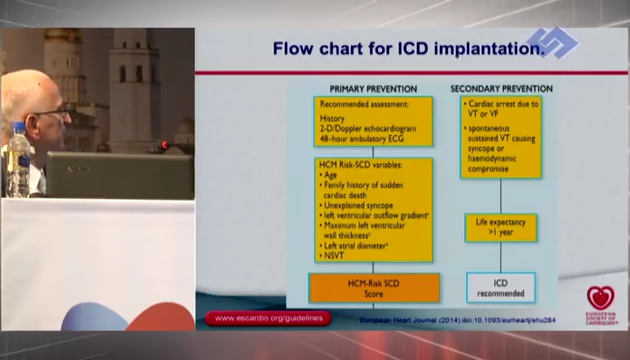 Flow chart for ICD implantation.
PRIMARY PREVENTION
Recommended assessment:
History
2-D/Doppler echocardiogram
48-hour ambulatory ECG
HCM Risk-SCD variables:
• Age
• Family history of sudden
cardiac death
• Unexplained syncope
• left ventricular outflow gradient
• Maximum left ventricular
wall thickness
• Left atrial diameter
• NSVT
HCM-Risk SCD
Score
SECONDARY PREVENTION
• Cardiac arrest due to
VT or VF
• spontaneous
sustained VT causing
syncope or
haemodynamic
compromise
Life expectancy
>1 year
ICD
recommended
www.escardio.org/guidelines
European Heart Journal (2014):doi:10.1093/eurheartj/ehu284
EUROPEAN
SOCIETY OF
CARDIOLOGY